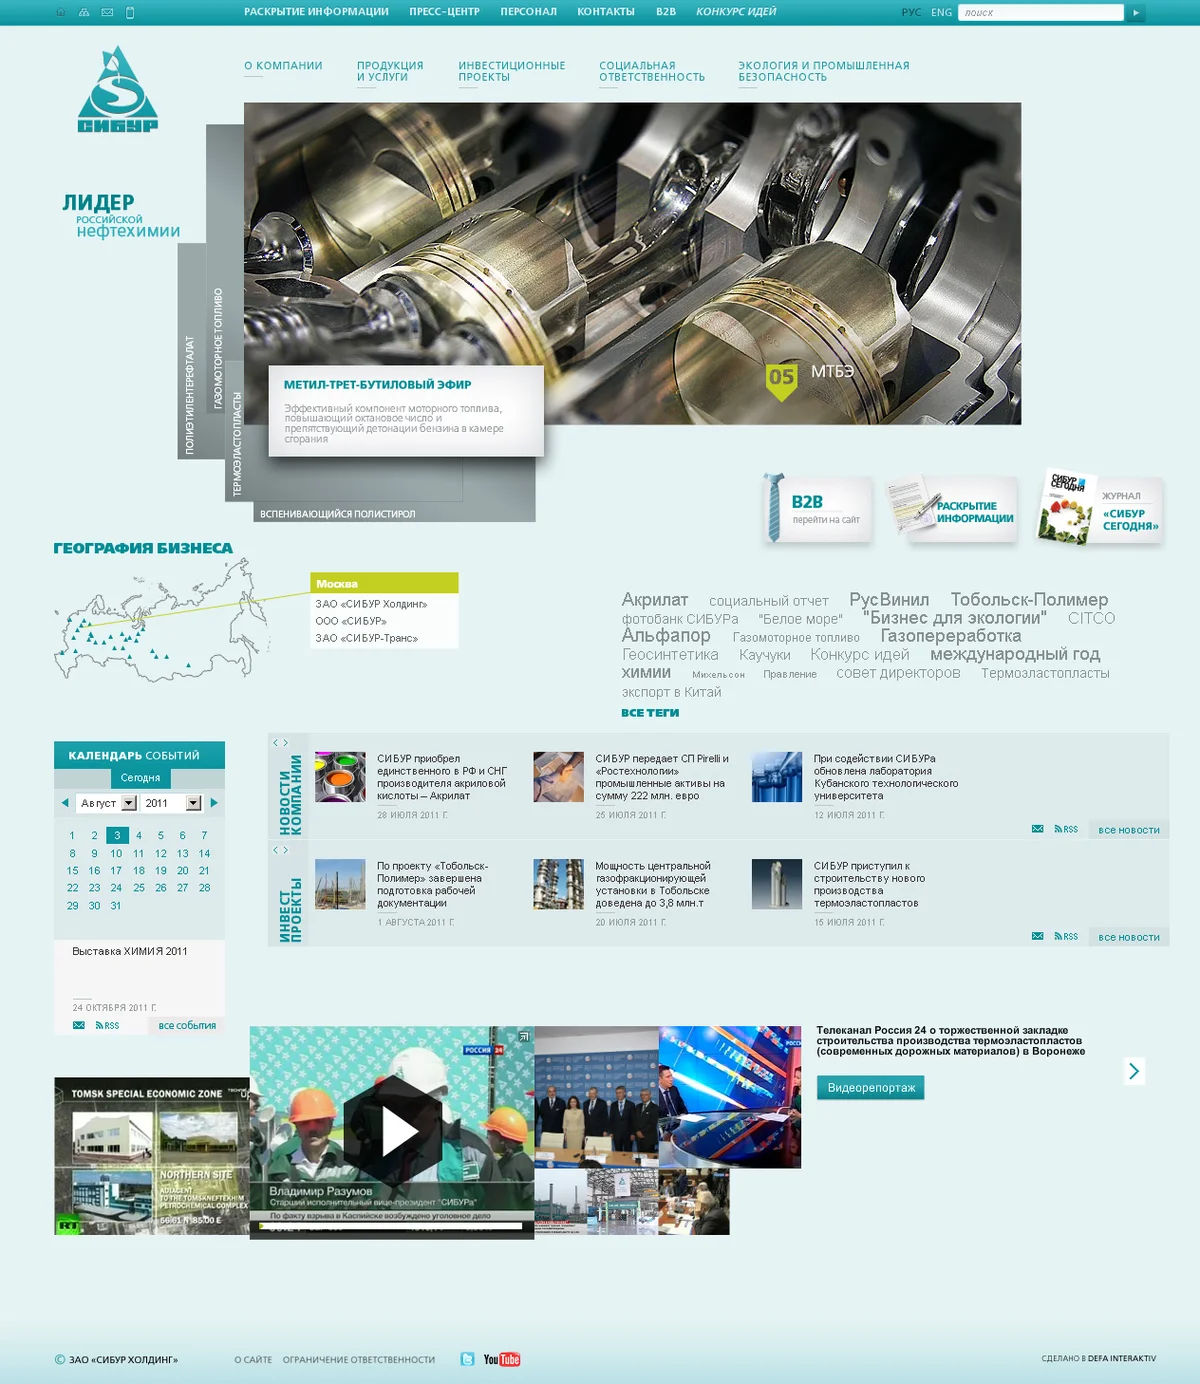 РАСКРЫТИЕ ИНФОРМАЦИИ ПРЕСС-ЦЕНТР ПЕРСОНАЛ КОНТАКТЫ B2B КОНКУРС ИДЕЙ РУС ENG поиск
О КОМПАНИИ
ПРОДУКЦИЯ
И УСЛУГИ
ИНВЕСТИЦИОННЫЕ
ПРОЕКТЫ
СОЦИАЛЬНАЯ
ОТВЕТСТВЕННОСТЬ
ЭКОЛОГИЯ И ПРОМЫШЛЕННАЯ
БЕЗОПАСНОСТЬ
СИБУР
ЛИДЕР
РОССИЙСКОЙ
нефтехимии
ПОЛИЭТИЛЕНТЕРЕФТАЛАТ
ГАЗОМОТОРНОЕ ТОПЛИВО
ТЕРМОЭЛАСТОПЛАСТЫ
05 МТБЭ
МЕТИЛ-ТРЕТ-БУТИЛОВЫЙ ЭФИР
Эффективный компонент моторного топлива,
повышающий октановое число и
препятствующий детонации бензина в камере
сгорания
ВСПЕНИВАЮЩИЙСЯ ПОЛИСТИРОЛ
B2B
перейти на сайт
РАСКРЫТИЕ
ИНФОРМАЦИИ
СИБУР
СЕГОДНЯ
ЖУРНАЛ
«СИБУР
СЕГОДНЯ»
ГЕОГРАФИЯ БИЗНЕСА
Москва
ЗАО «СИБУР Холдинг»
ООО «СИБУР»
ЗАО «СИБУР-Транс»
Акрилат социальный отчет РусВинил Тобольск-Полимер
фотобанк СИБУРа "Белое море" "Бизнес для экологии" CITCO
Альфапор Газомоторное топливо Газопереработка
Геосинтетика Каучуки Конкурс идей международный год
химии Михельсон Правление совет директоров Термоэластопласты
экспорт в Китай
ВСЕ ТЕГИ
КАЛЕНДАРЬ СОБЫТИЙ
Сегодня
Август 2011
1 2 3 4 5 6 7
8 9 10 11 12 13 14
15 16 17 18 19 20 21
22 23 24 25 26 27 28
29 30 31
Выставка ХИМИЯ 2011
24 ОКТЯБРЯ 2011 Г.
RSS все события
НОВОСТИ
КОМПАНИИ
СИБУР приобрел
единственного в РФ и СНГ
производителя акриловой
кислоты – Акрилат
28 ИЮЛЯ 2011 Г.
СИБУР передает СП Pirelli и
«Ростехнологии»
промышленные активы на
сумму 222 млн. евро
25 ИЮЛЯ 2011 Г.
При содействии СИБУРа
обновлена лаборатория
Кубанского технологического
университета
12 ИЮЛЯ 2011 Г.
RSS все новости
ИНВЕСТ
ПРОЕКТЫ
По проекту «Тобольск-
Полимер» завершена
подготовка рабочей
документации
1 АВГУСТА 2011 Г.
Мощность центральной
газофракционирующей
установки в Тобольске
доведена до 3,8 млн.т
20 ИЮЛЯ 2011 Г.
СИБУР приступил к
строительству нового
производства
термоэластопластов
15 ИЮЛЯ 2011 Г.
RSS все новости
TOMSK SPECIAL ECONOMIC ZONE
NORTHERN SITE
ADJACENT
TO THE TOMSKNEFTEKHIM
PETROCHEMICAL COMPLEX
56.61 N 85.00 E
RT
РОССИЯ 24
Владимир Разумов
Старший исполнительный вице-президент "СИБУРа"
По факту взрыва в Каспийске возбуждено уголовное дело
Телеканал Россия 24 о торжественной закладке
строительства производства термоэластопластов
(современных дорожных материалов) в Воронеже
Видеорепортаж
© ЗАО «СИБУР ХОЛДИНГ» О САЙТЕ ОГРАНИЧЕНИЕ ОТВЕТСТВЕННОСТИ YouTube СДЕЛАНО В DEFA INTERAKTIV